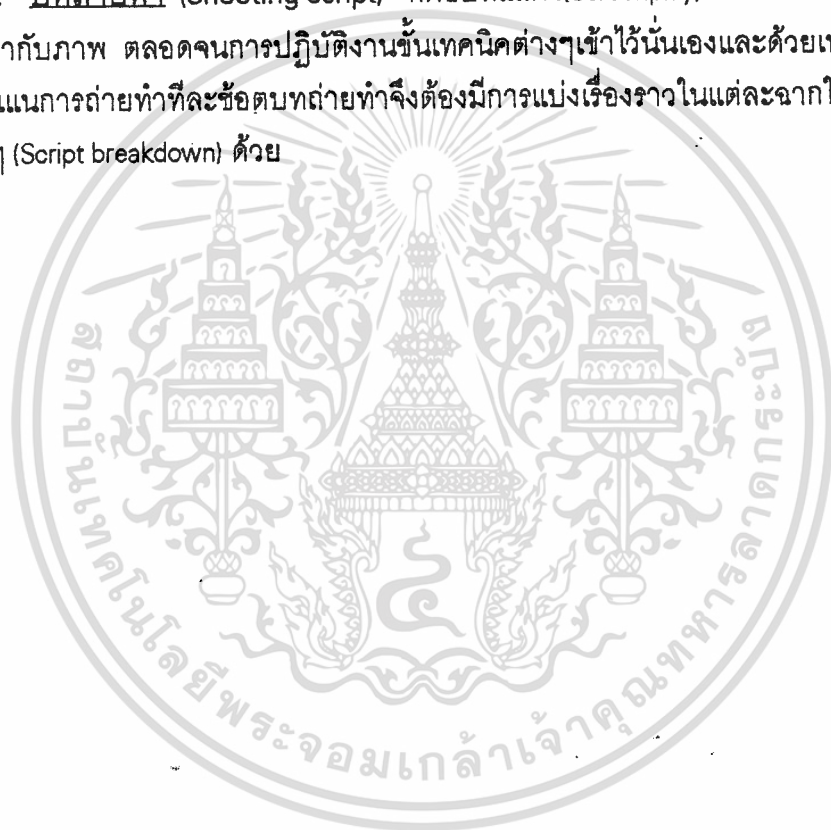 (Shooting script)
ากับภาพ ตลอดจนการปฏิบัติงานขั้นเทคนิคต่างๆเข้าไว้นั่นเองและด้วยเห
แนนการถ่ายทำทีละช้อตบทถ่ายทำจึงต้องมีการแบ่งเรื่องราวในแต่ละฉากใ
ๆ (Script breakdown) ด้วย
สถาบันเทคโนโลยีพระจอมเกล้าเจ้าคุณทหารลาดกระบัง